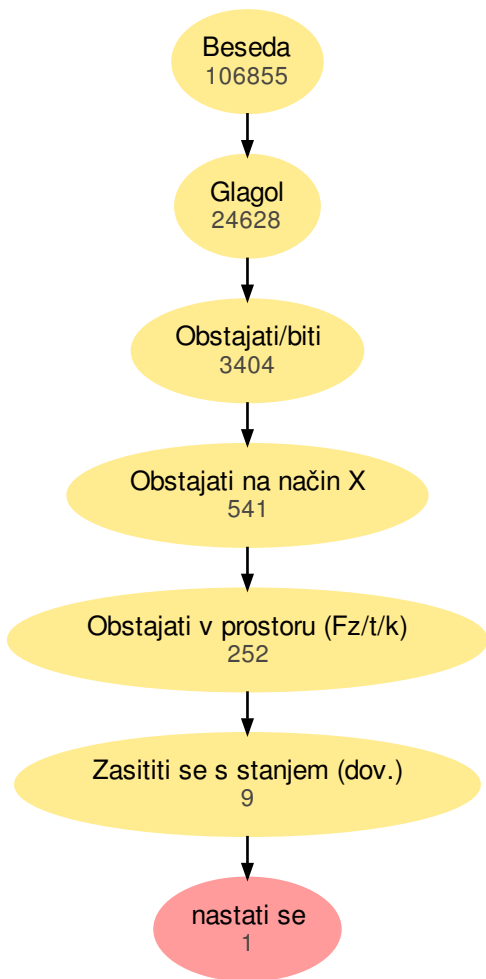 Beseda
106855
Glagol
24628
Obstajati/biti
3404
Obstajati na način X
541
Obstajati v prostoru (Fz/t/k)
252
Zasititi se s stanjem (dov.)
9
nastati se
1